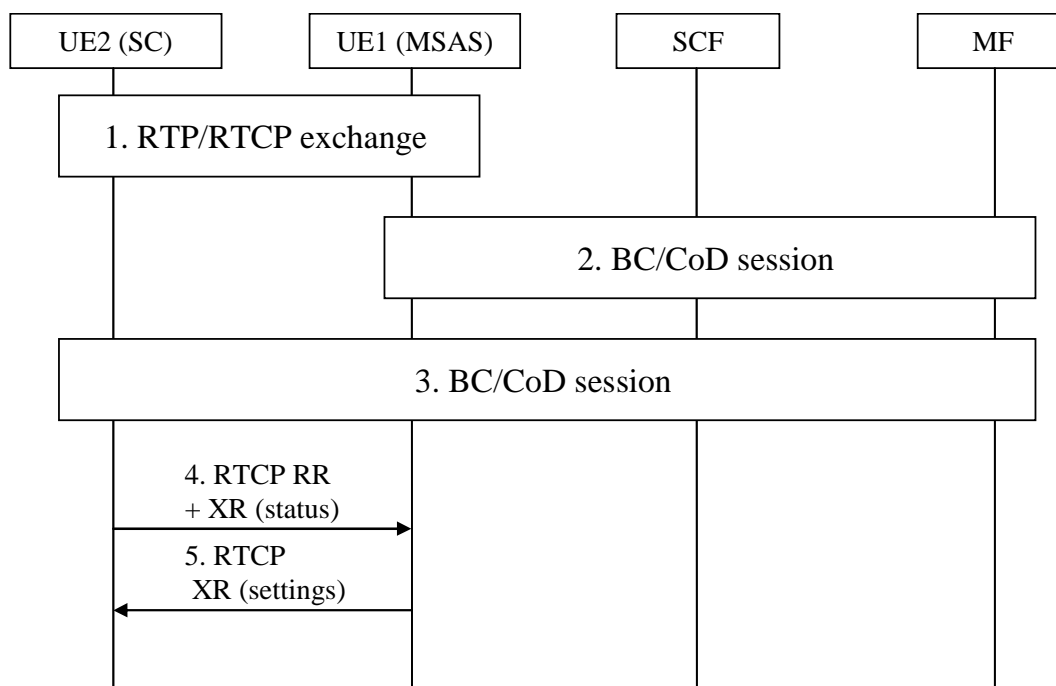 UE2 (SC)
UE1 (MSAS)
SCF
MF
1. RTP/RTCP exchange
2. BC/CoD session
3. BC/CoD session
4. RTCP RR
+ XR (status)
5. RTCP
XR (settings)